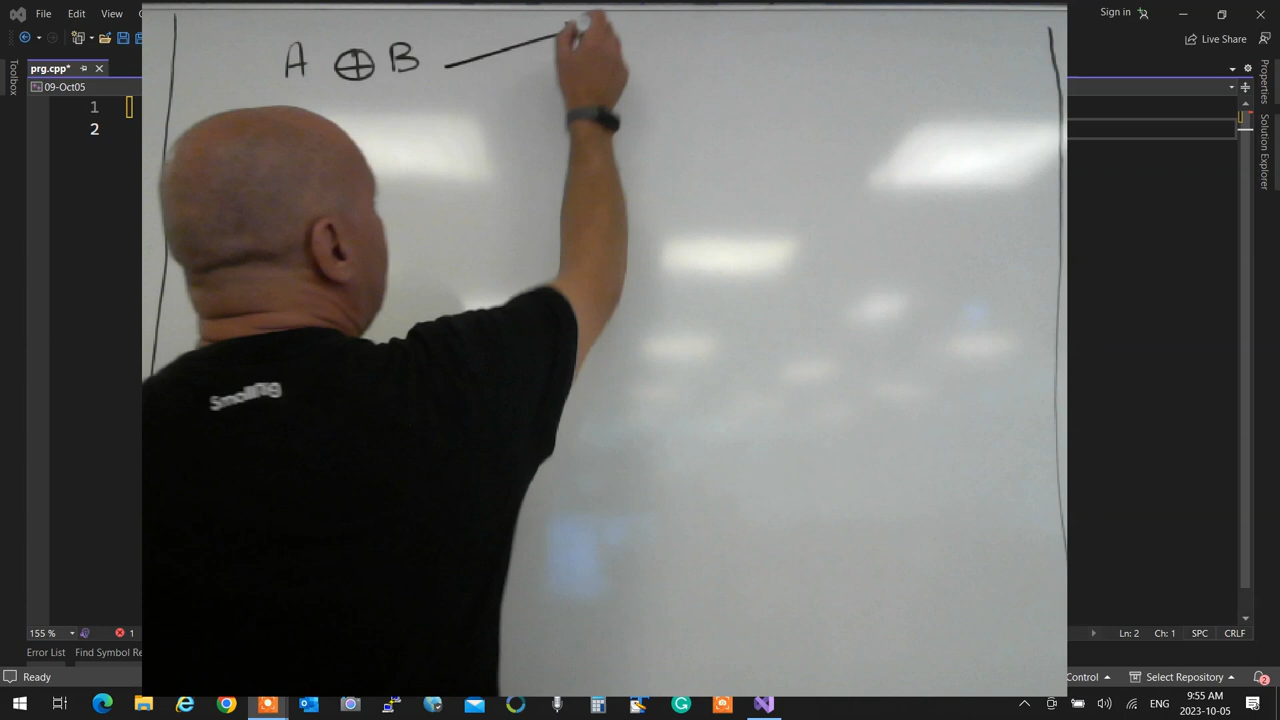 File Edit View Sign in
Live Share
prg.cpp*
09-Oct05
1
2
A ⊕ B
SmallRig
Toolbox
Properties
Solution Explorer
155 % 1 Ln: 2 Ch: 1 SPC CRLF
Error List Find Symbol Re
Ready Control Select Repository 2
ENG 9:55 AM
2023-10-05
2